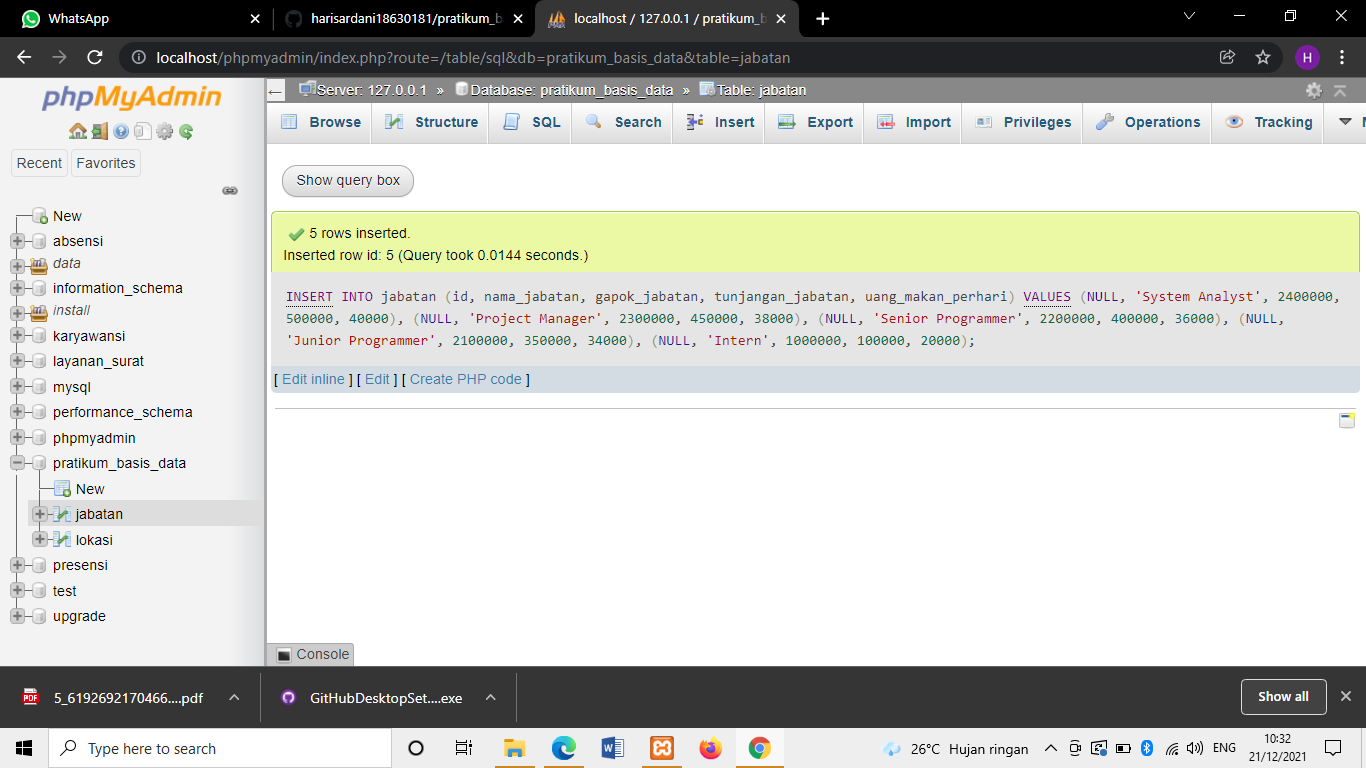 WhatsApp
harisardani18630181/pratikum_b
localhost / 127.0.0.1 / pratikum_b
localhost/phpmyadmin/index.php?route=/table/sql&db=pratikum_basis_data&table=jabatan
H
phpMyAdmin
Recent
Favorites
New
absensi
data
information_schema
install
karyawansi
layanan_surat
mysql
performance_schema
phpmyadmin
pratikum_basis_data
New
jabatan
lokasi
presensi
test
upgrade
Server: 127.0.0.1 » Database: pratikum_basis_data » Table: jabatan
Browse
Structure
SQL
Search
Insert
Export
Import
Privileges
Operations
Tracking
Show query box
5 rows inserted.
Inserted row id: 5 (Query took 0.0144 seconds.)
INSERT INTO jabatan (id, nama_jabatan, gapok_jabatan, tunjangan_jabatan, uang_makan_perhari) VALUES (NULL, 'System Analyst', 2400000,
500000, 40000), (NULL, 'Project Manager', 2300000, 450000, 38000), (NULL, 'Senior Programmer', 2200000, 400000, 36000), (NULL,
'Junior Programmer', 2100000, 350000, 34000), (NULL, 'Intern', 1000000, 100000, 20000);
[ Edit inline ] [ Edit ] [ Create PHP code ]
Console
PDF
5_6192692170466....pdf
GitHubDesktopSet....exe
Show all
Type here to search
26°C Hujan ringan
ENG
10:32
21/12/2021